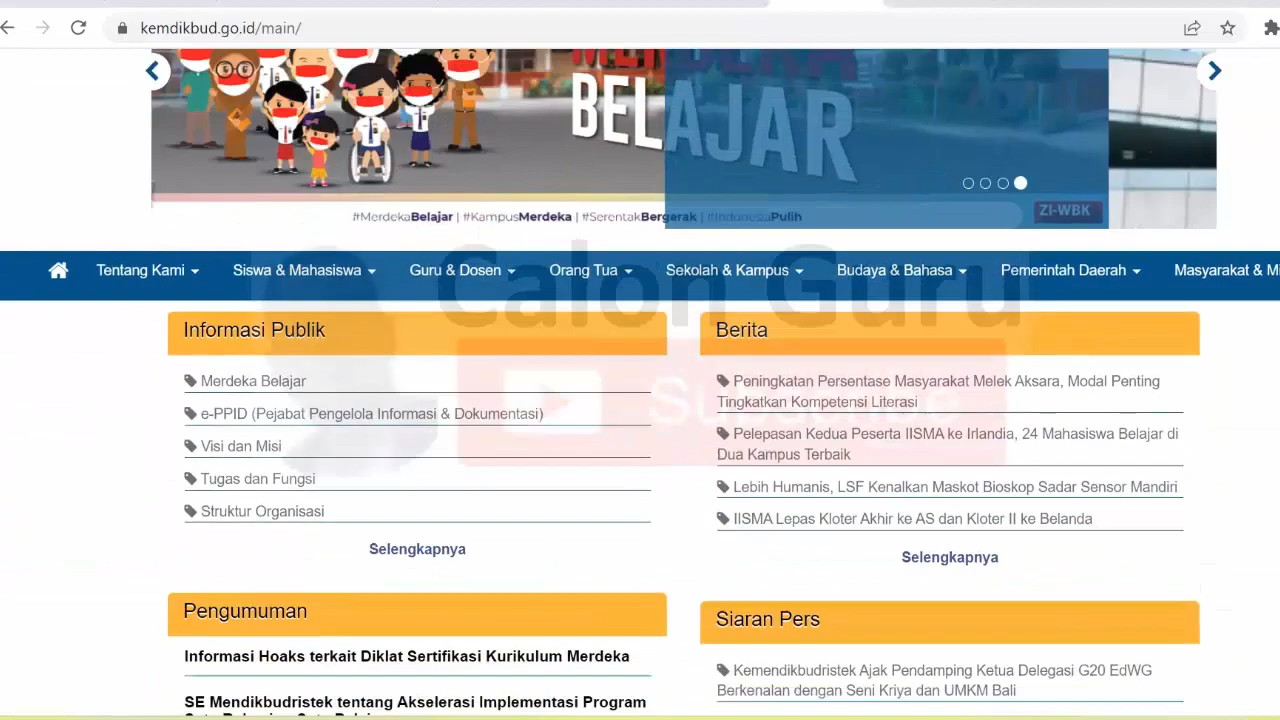 kemdikbud.go.id/main/
MERDEKA
BELAJAR
#MerdekaBelajar | #KampusMerdeka | #SerentakBergerak | #IndonesiaPulih
ZI-WBK
Tentang Kami
Siswa & Mahasiswa
Guru & Dosen
Orang Tua
Sekolah & Kampus
Budaya & Bahasa
Pemerintah Daerah
Masyarakat & M
Calon Guru
Subscribe
Informasi Publik
Merdeka Belajar
e-PPID (Pejabat Pengelola Informasi & Dokumentasi)
Visi dan Misi
Tugas dan Fungsi
Struktur Organisasi
Selengkapnya
Berita
Peningkatan Persentase Masyarakat Melek Aksara, Modal Penting
Tingkatkan Kompetensi Literasi
Pelepasan Kedua Peserta IISMA ke Irlandia, 24 Mahasiswa Belajar di
Dua Kampus Terbaik
Lebih Humanis, LSF Kenalkan Maskot Bioskop Sadar Sensor Mandiri
IISMA Lepas Kloter Akhir ke AS dan Kloter II ke Belanda
Selengkapnya
Pengumuman
Informasi Hoaks terkait Diklat Sertifikasi Kurikulum Merdeka
SE Mendikbudristek tentang Akselerasi Implementasi Program
Siaran Pers
Kemendikbudristek Ajak Pendamping Ketua Delegasi G20 EdWG
Berkenalan dengan Seni Kriya dan UMKM Bali